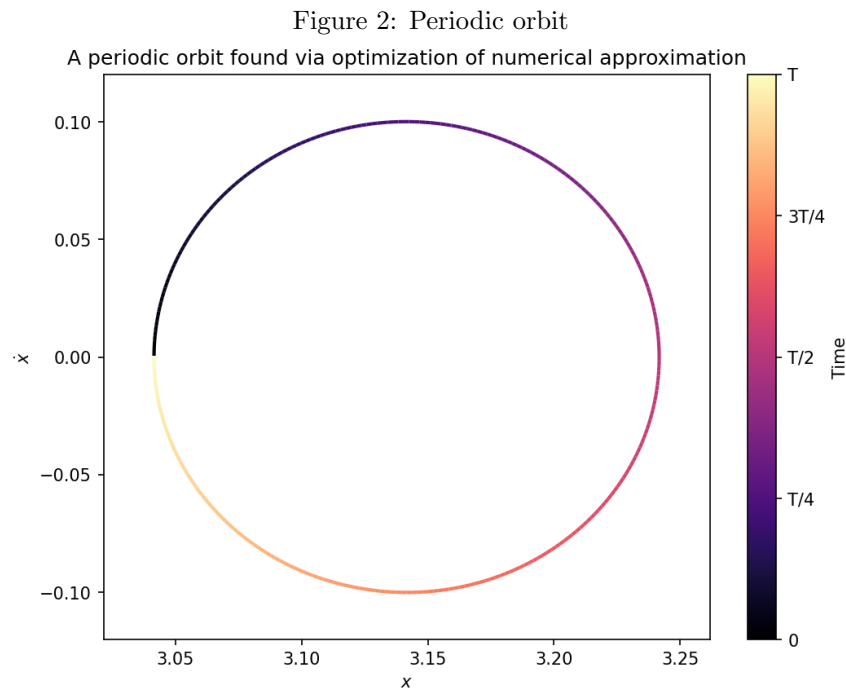 Figure 2: Periodic orbit
A periodic orbit found via optimization of numerical approximation
0.10
0.05
0.00
−0.05
−0.10
ẋ
3.05
3.10
3.15
3.20
3.25
x
T
3T/4
T/2
T/4
0
Time